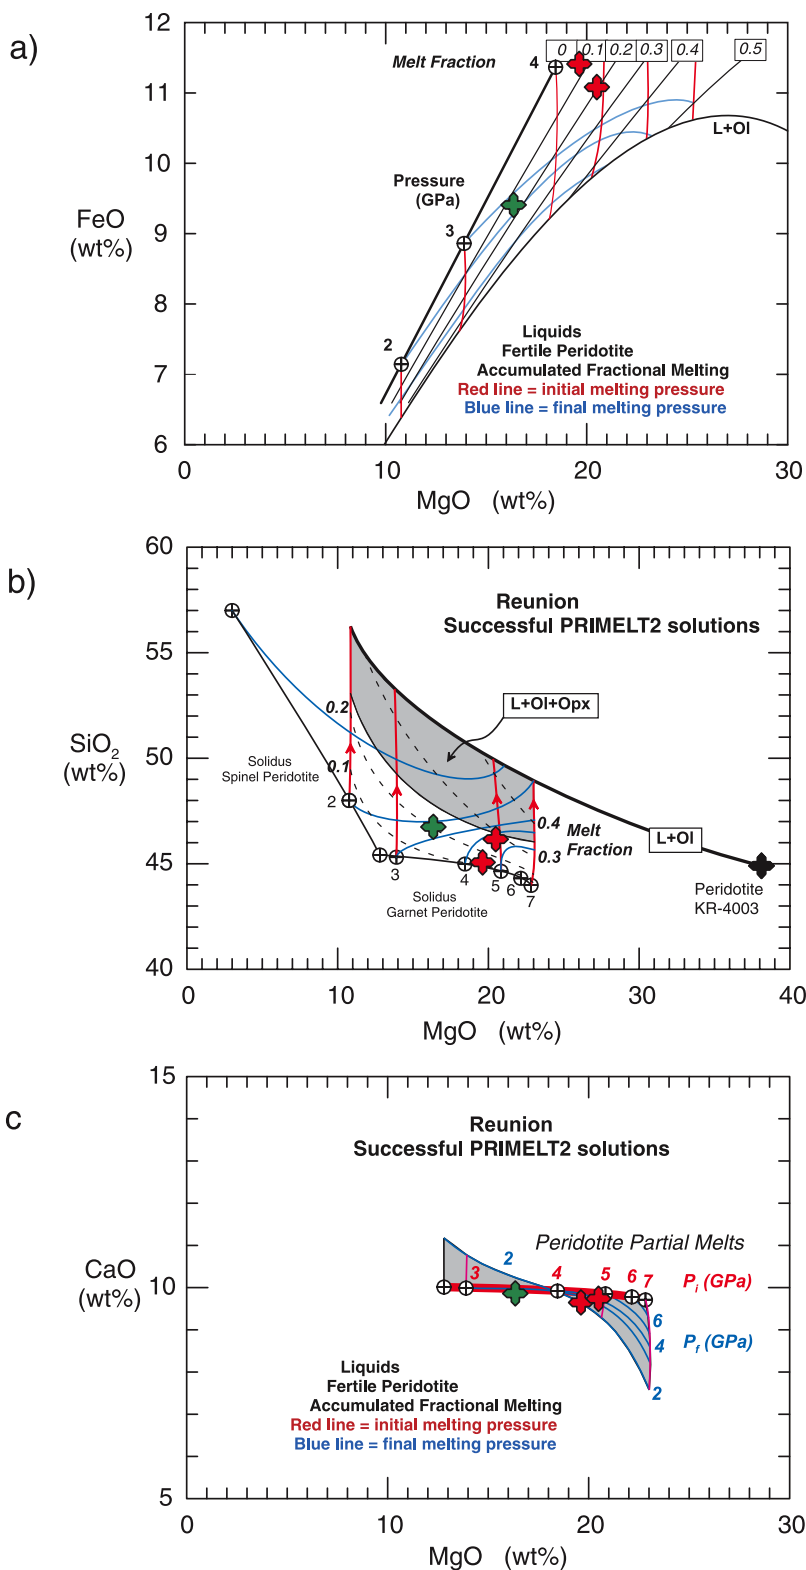 a)
12
11
10
9
8
7
6
FeO
(wt%)
Melt Fraction
4
0
0.1
0.2
0.3
0.4
0.5
L+Ol
Pressure
(GPa)
3
2
Liquids
Fertile Peridotite
Accumulated Fractional Melting
Red line = initial melting pressure
Blue line = final melting pressure
0
10
20
30
MgO (wt%)
b)
60
55
50
45
40
SiO₂
(wt%)
Reunion
Successful PRIMELT2 solutions
L+Ol+Opx
0.2
0.1
Solidus
Spinel Peridotite
2
0.4
Melt
Fraction
0.3
L+Ol
3
4
5
6
7
Solidus
Garnet Peridotite
Peridotite
KR-4003
0
10
20
30
40
MgO (wt%)
c
15
10
5
CaO
(wt%)
Reunion
Successful PRIMELT2 solutions
Peridotite Partial Melts
2
3
4
5
6
7
Pᵢ (GPa)
6
4
P_f (GPa)
2
Liquids
Fertile Peridotite
Accumulated Fractional Melting
Red line = initial melting pressure
Blue line = final melting pressure
0
10
20
30
MgO (wt%)